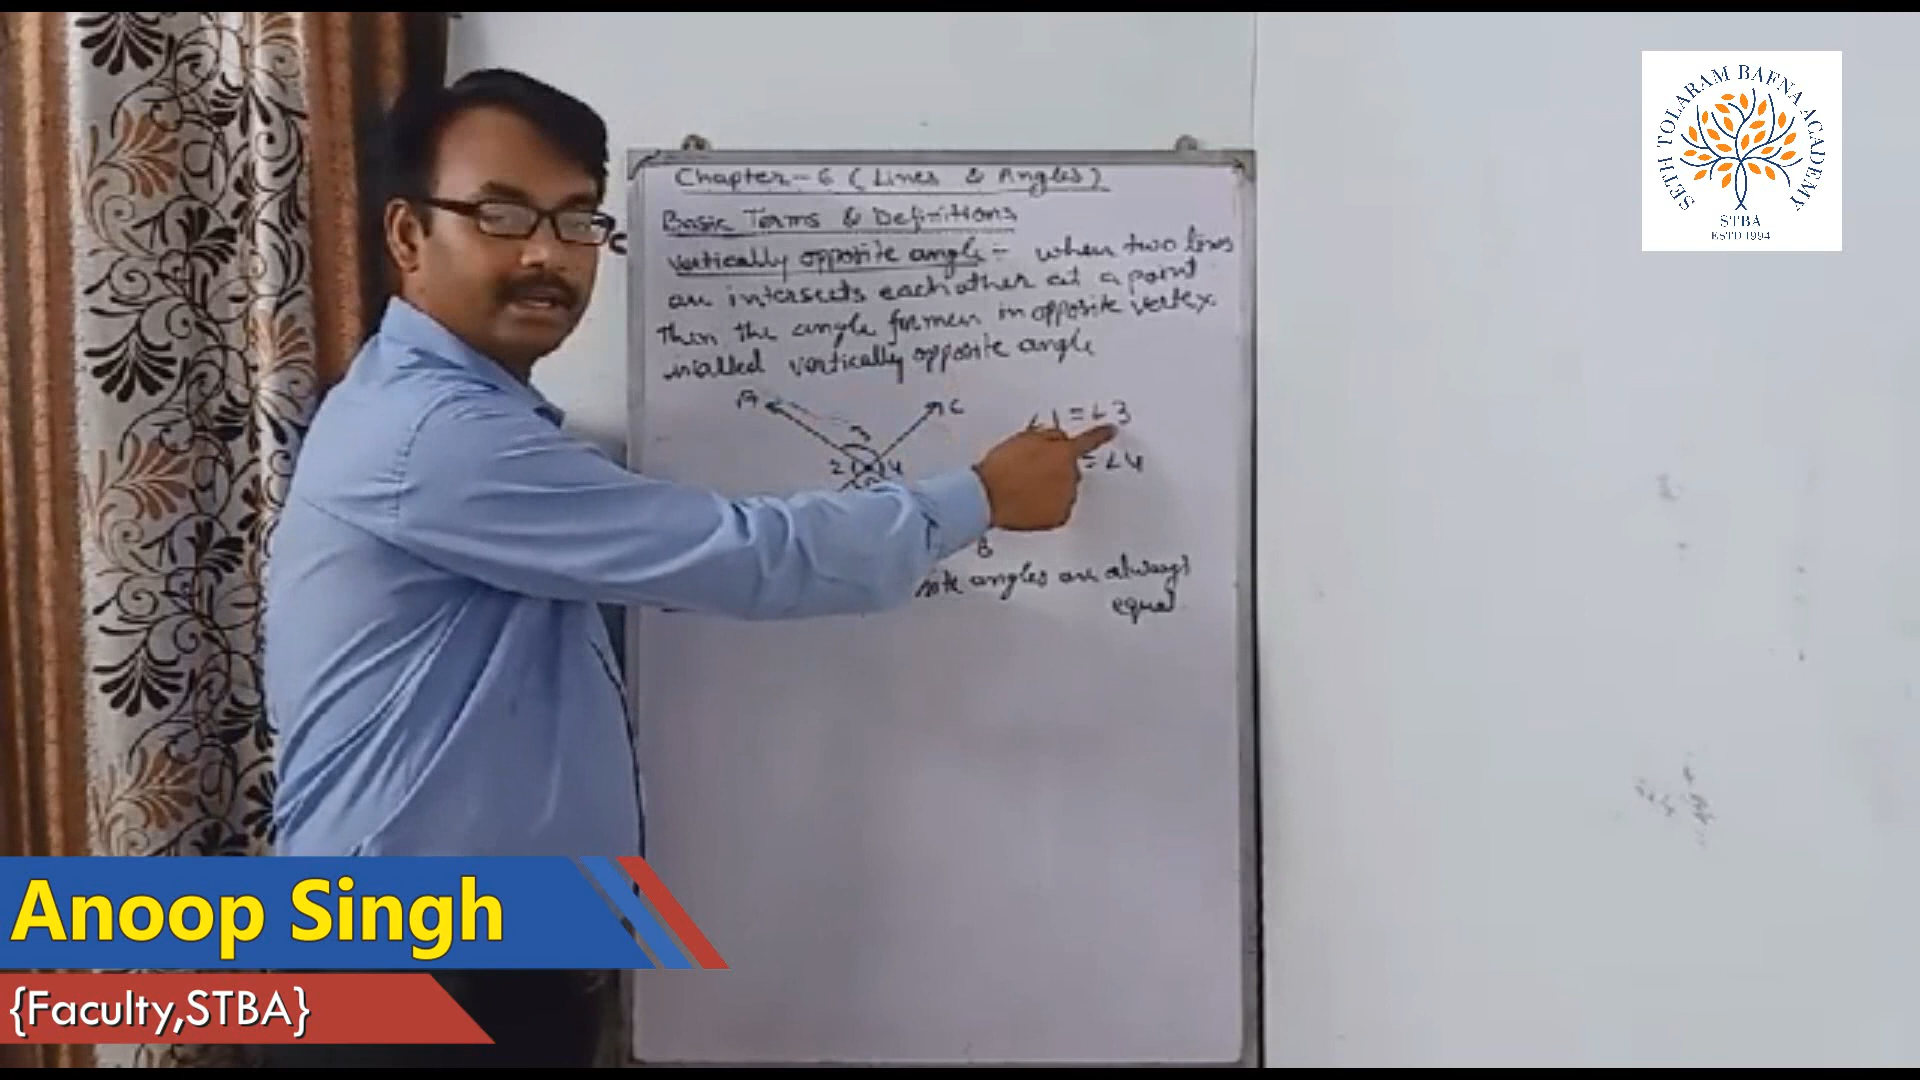 Chapter-6 (Lines & Angles)
Basic Terms & Definitions
Vertically opposite angle :- when two lines
are intersects each other at a point
then the angle formed in opposite vertex
is called vertically opposite angle
A
C
∠1 = ∠3
2
4
= ∠4
B
site angles are always
equal
SETH TOLARAM BAFNA ACADEMY
STBA
ESTD 1994
Anoop Singh
{Faculty,STBA}